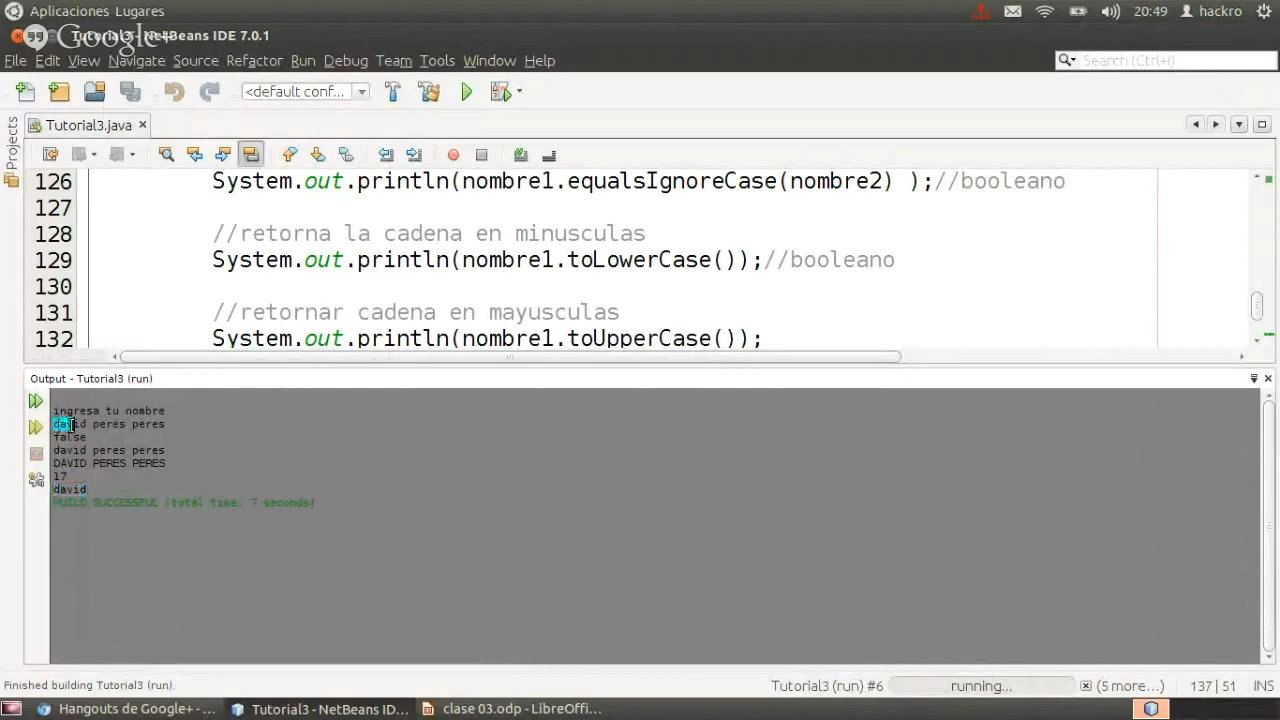 Aplicaciones Lugares
20:49 hackro
Google+
Tutorial3 - NetBeans IDE 7.0.1
File Edit View Navigate Source Refactor Run Debug Team Tools Window Help
Search (Ctrl+I)
<default conf...
Projects
Tutorial3.java
126 System.out.println(nombre1.equalsIgnoreCase(nombre2) );//booleano
127
128 //retorna la cadena en minusculas
129 System.out.println(nombre1.toLowerCase());//booleano
130
131 //retornar cadena en mayusculas
132 System.out.println(nombre1.toUpperCase());
Output - Tutorial3 (run)
ingresa tu nombre
david peres peres
false
david peres peres
DAVID PERES PERES
17
david
BUILD SUCCESSFUL (total time: 7 seconds)
Finished building Tutorial3 (run).
Tutorial3 (run) #6 running... (5 more...) 137 | 51 INS
Hangouts de Google+ -... Tutorial3 - NetBeans ID... clase 03.odp - LibreOffi...